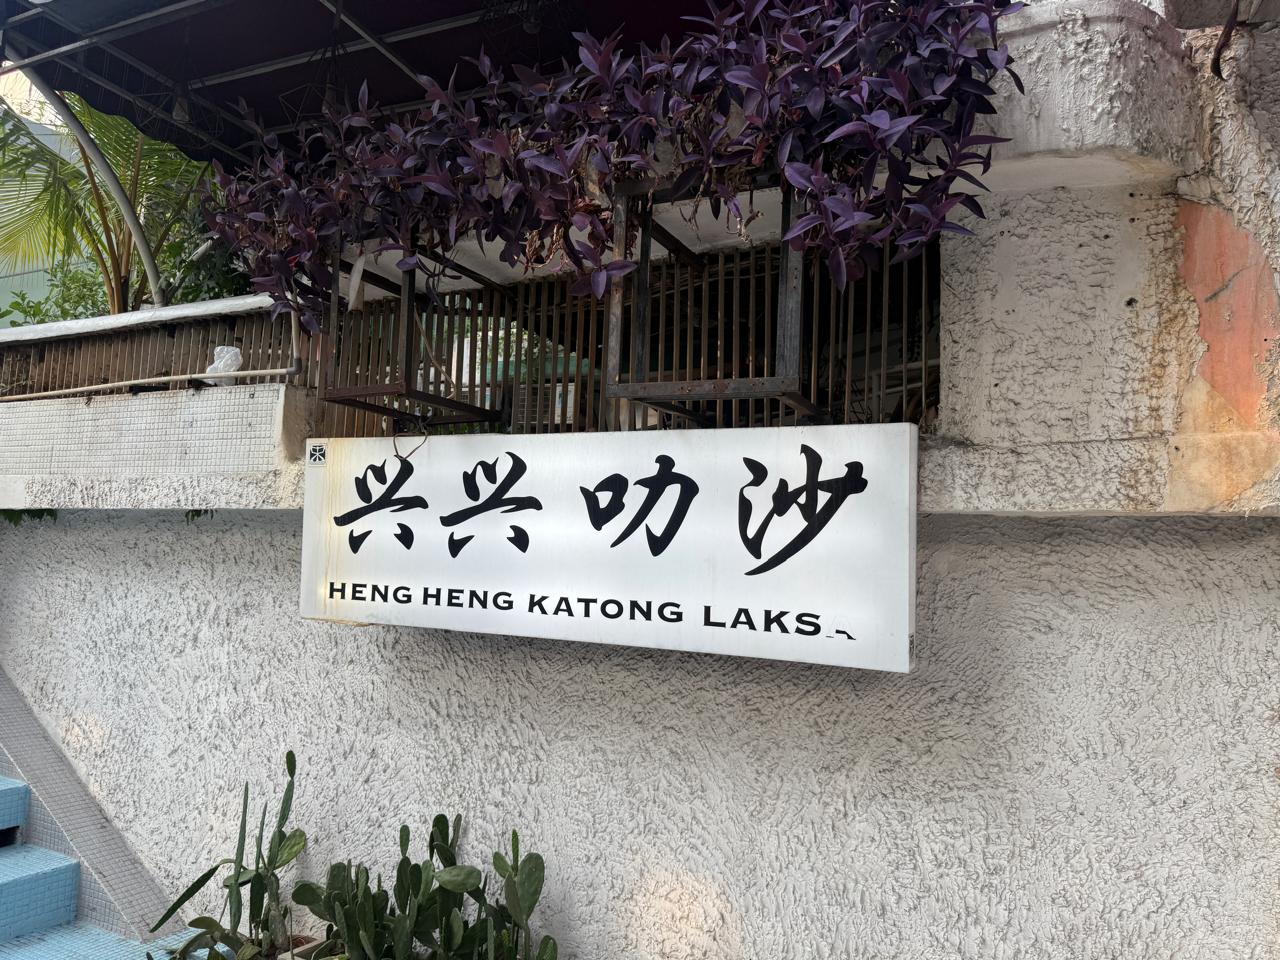 兴兴叻沙
HENG HENG KATONG LAKSA